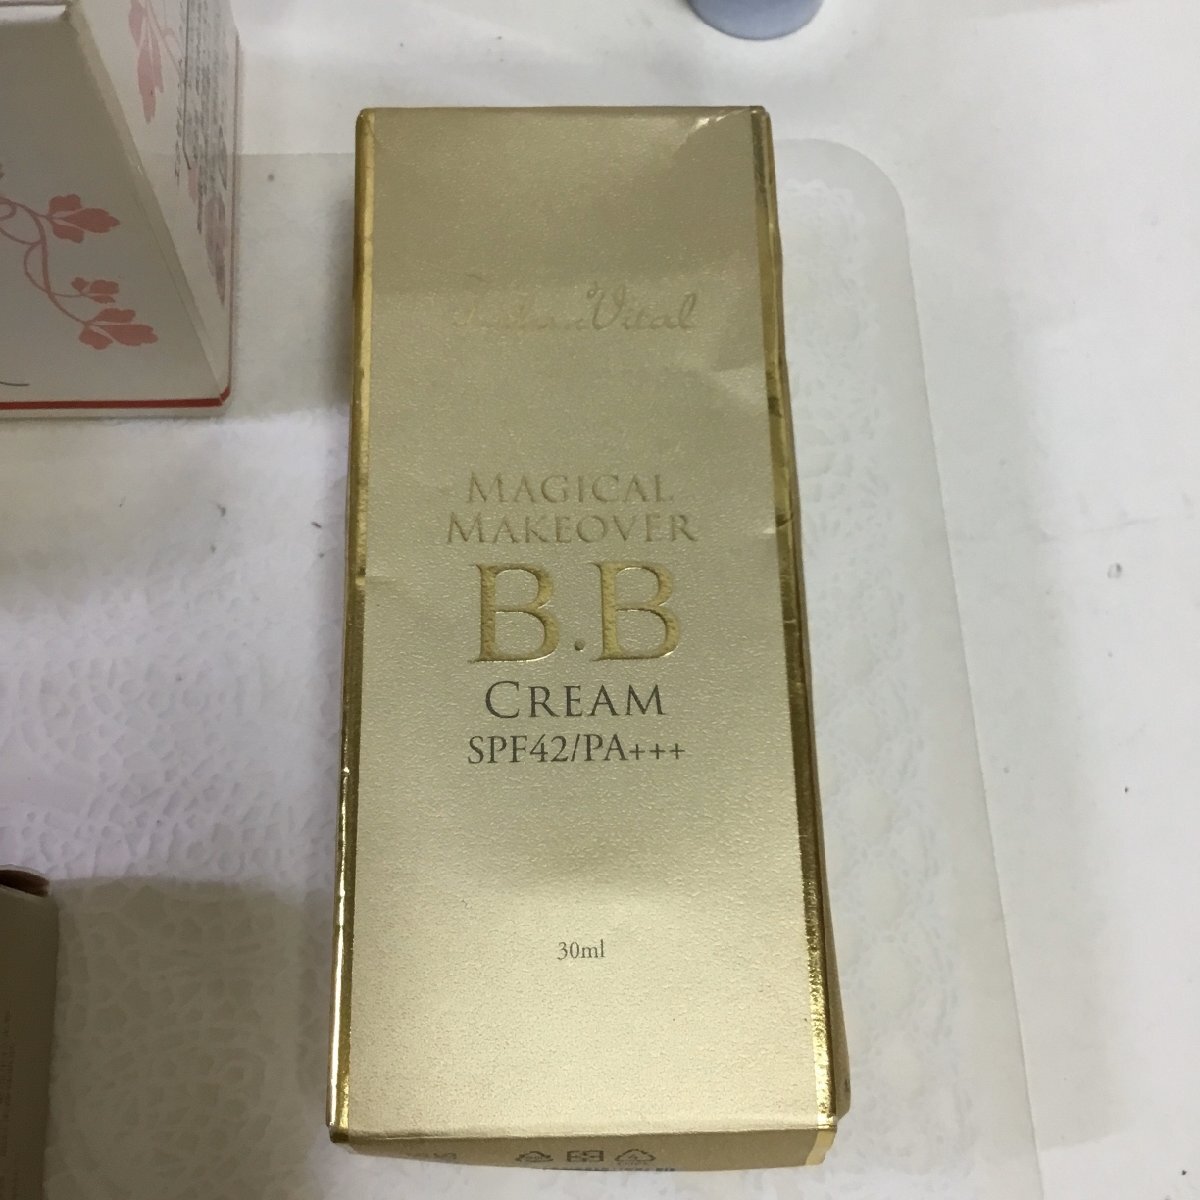 Vital
MAGICAL
MAKEOVER
B.B
CREAM
SPF42/PA+++
30ml